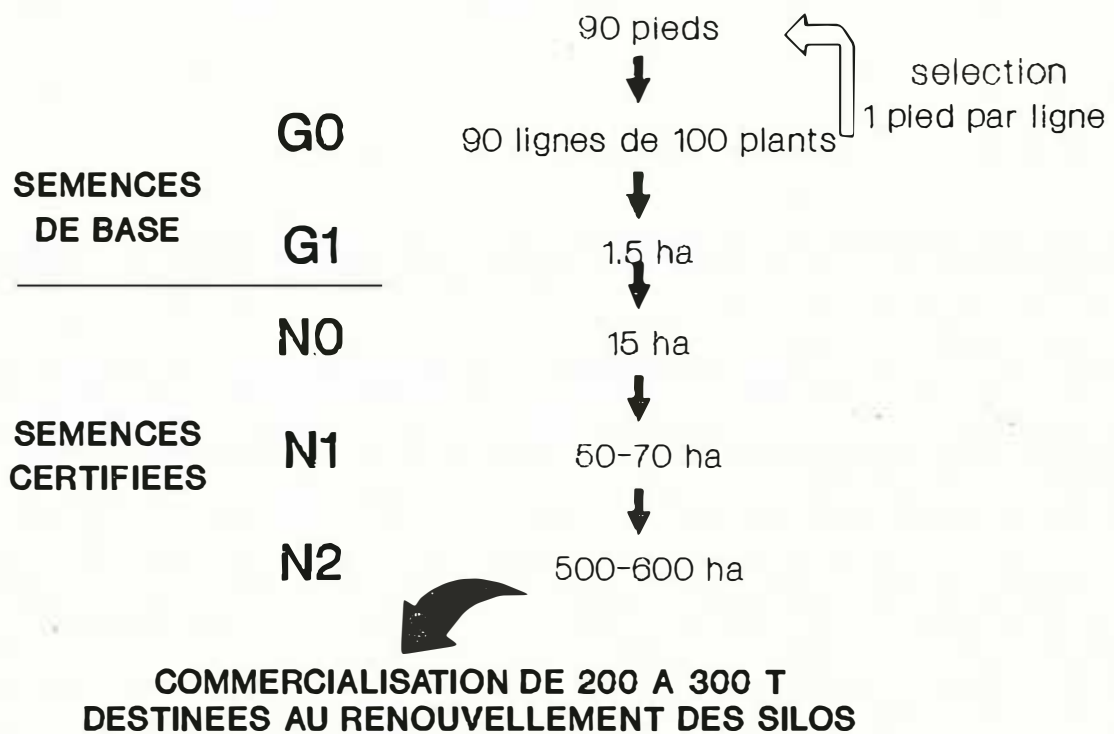 90 pieds
selection
1 pied par ligne
G0 90 lignes de 100 plants
SEMENCES
DE BASE
G1 1.5 ha
N0 15 ha
SEMENCES
CERTIFIEES
N1 50-70 ha
N2 500-600 ha
COMMERCIALISATION DE 200 A 300 T
DESTINEES AU RENOUVELLEMENT DES SILOS